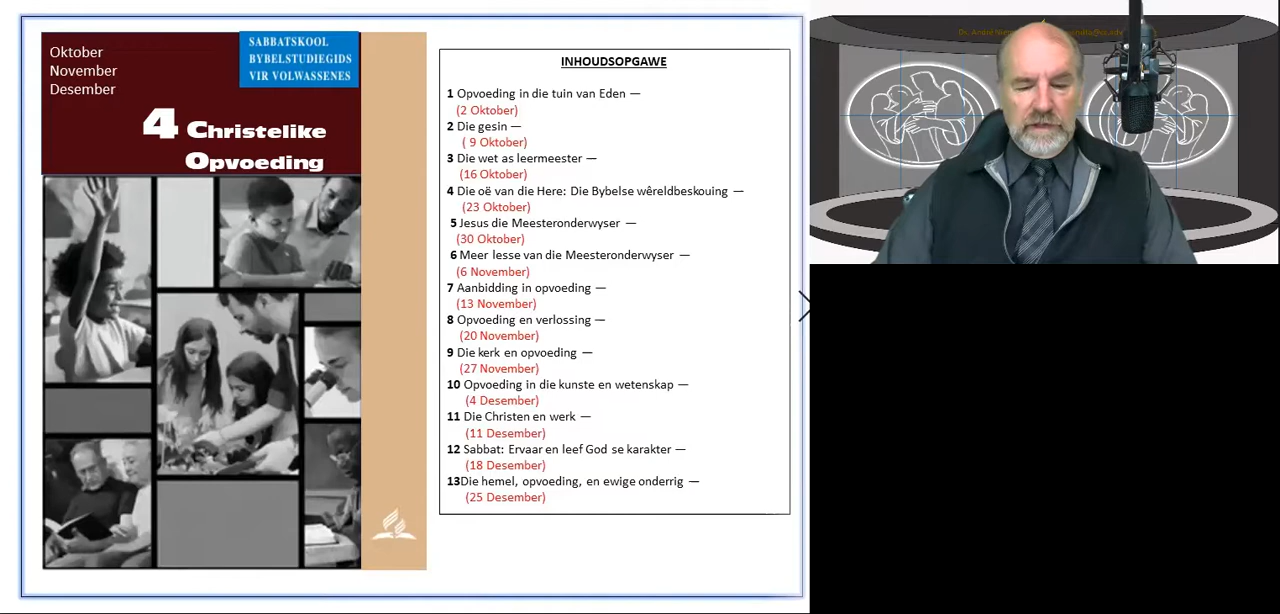 Oktober
November
Desember
SABBATSKOOL
BYBELSTUDIEGIDS
VIR VOLWASSENES
4 Christelike
Opvoeding
INHOUDSOPGAWE
1 Opvoeding in die tuin van Eden —
(2 Oktober)
2 Die gesin —
( 9 Oktober)
3 Die wet as leermeester —
(16 Oktober)
4 Die oë van die Here: Die Bybelse wêreldbeskouing —
(23 Oktober)
5 Jesus die Meesteronderwyser —
(30 Oktober)
6 Meer lesse van die Meesteronderwyser —
(6 November)
7 Aanbidding in opvoeding —
(13 November)
8 Opvoeding en verlossing —
(20 November)
9 Die kerk en opvoeding —
(27 November)
10 Opvoeding in die kunste en wetenskap —
(4 Desember)
11 Die Christen en werk —
(11 Desember)
12 Sabbat: Ervaar en leef God se karakter —
(18 Desember)
13Die hemel, opvoeding, en ewige onderrig —
(25 Desember)